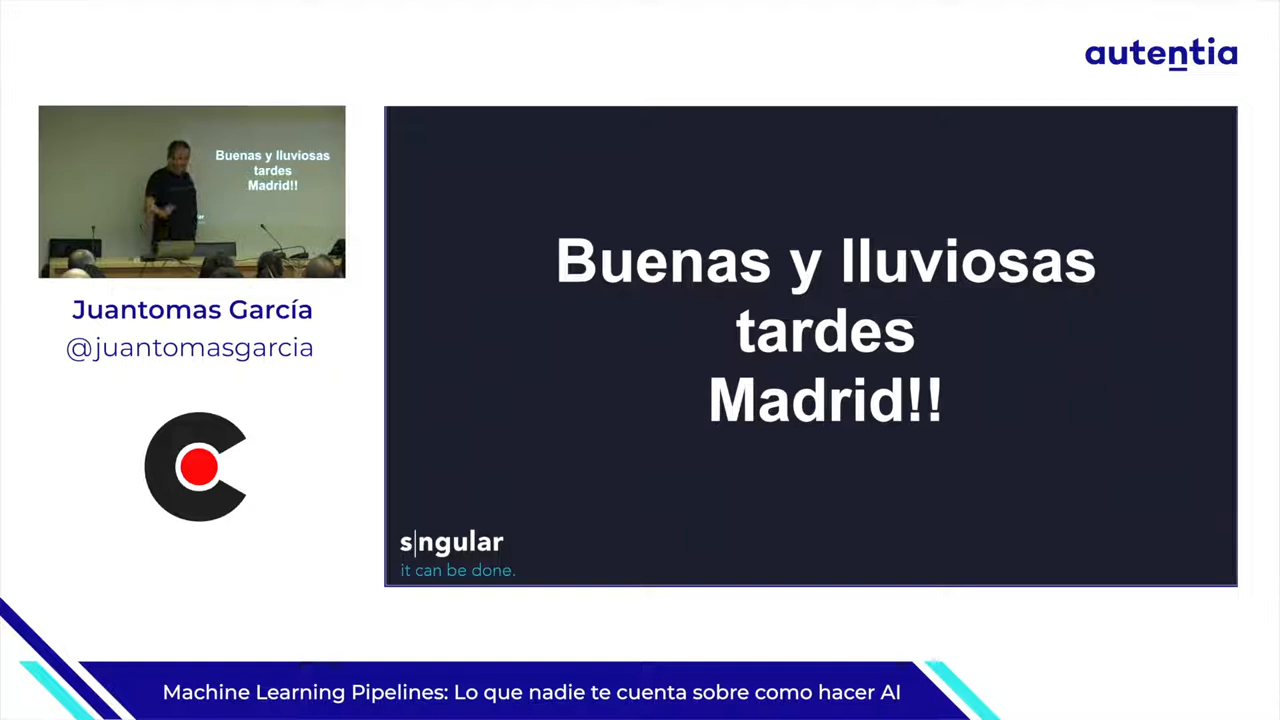 autentia
Buenas y lluviosas
tardes
Madrid!!
Juantomas García
@juantomasgarcia
Buenas y lluviosas
tardes
Madrid!!
s|ngular
it can be done.
Machine Learning Pipelines: Lo que nadie te cuenta sobre como hacer AI